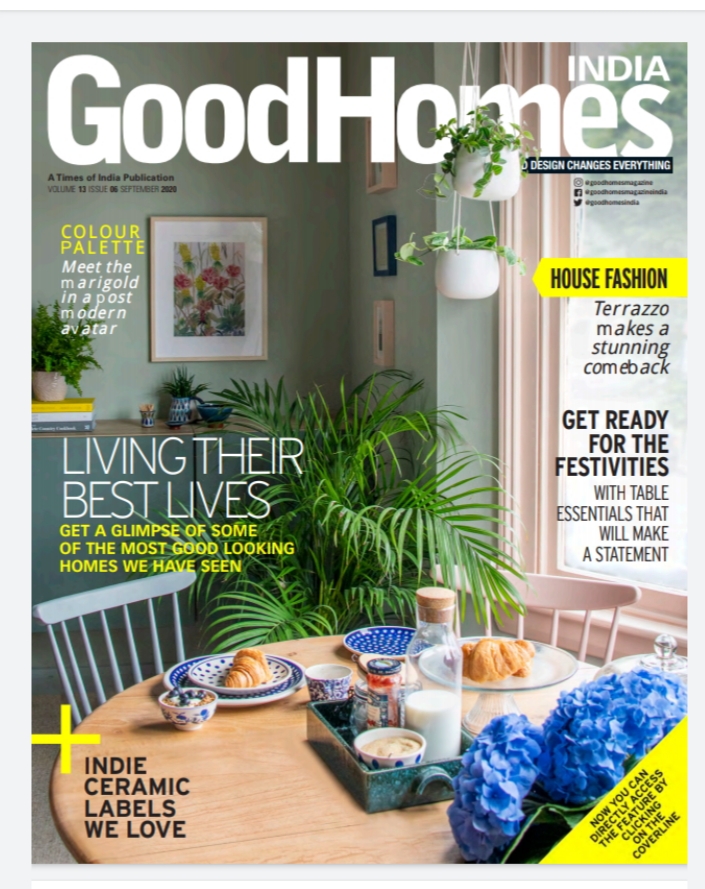 GoodHomes
INDIA
D DESIGN CHANGES EVERYTHING
A Times of India Publication
VOLUME 13 ISSUE 06 SEPTEMBER 2020
@goodhomesmagazine
@goodhomesmagazineindia
@goodhomesindia
COLOUR
PALETTE
Meet the
marigold
in a post
modern
avatar
HOUSE FASHION
Terrazzo
makes a
stunning
comeback
GET READY
FOR THE
FESTIVITIES
WITH TABLE
ESSENTIALS THAT
WILL MAKE
A STATEMENT
LIVING THEIR
BEST LIVES
GET A GLIMPSE OF SOME
OF THE MOST GOOD LOOKING
HOMES WE HAVE SEEN
+
INDIE
CERAMIC
LABELS
WE LOVE
NOW YOU CAN
DIRECTLY ACCESS
THE FEATURE BY
CLICKING
ON THE
COVERLINE